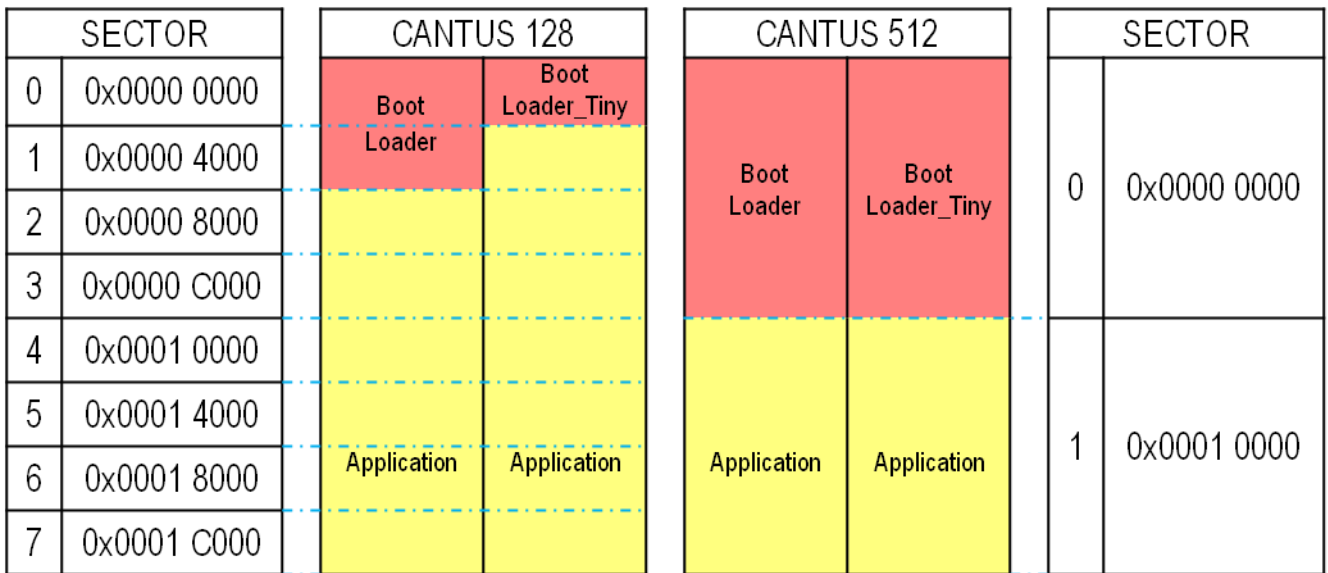 SECTOR
CANTUS 128
CANTUS 512
SECTOR
0 0x0000 0000
1 0x0000 4000
2 0x0000 8000
3 0x0000 C000
4 0x0001 0000
5 0x0001 4000
6 0x0001 8000
7 0x0001 C000
Boot
Loader
Boot
Loader_Tiny
Application
Application
Boot
Loader
Boot
Loader_Tiny
Application
Application
0 0x0000 0000
1 0x0001 0000